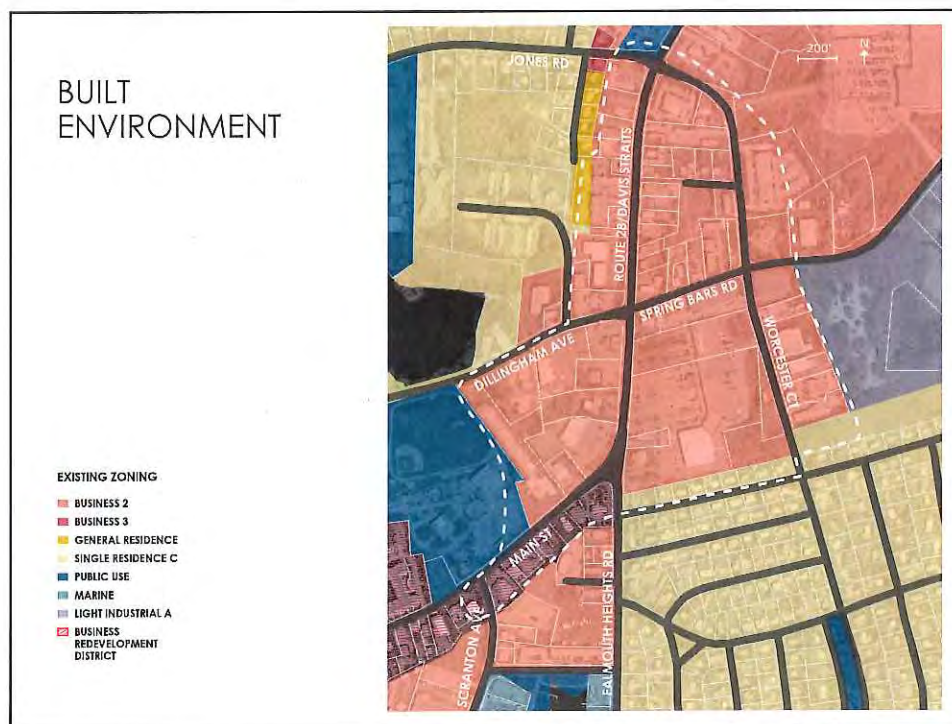 BUILT
ENVIRONMENT
EXISTING ZONING
BUSINESS 2
BUSINESS 3
GENERAL RESIDENCE
SINGLE RESIDENCE C
PUBLIC USE
MARINE
LIGHT INDUSTRIAL A
BUSINESS
REDEVELOPMENT
DISTRICT
JONES RD
200'
N
ROUTE 28/DAVIS STRAITS
SPRING BARS RD
DILLINGHAM AVE
WORCESTER CT
MAIN ST
SCRANTON AVE
FALMOUTH HEIGHTS RD